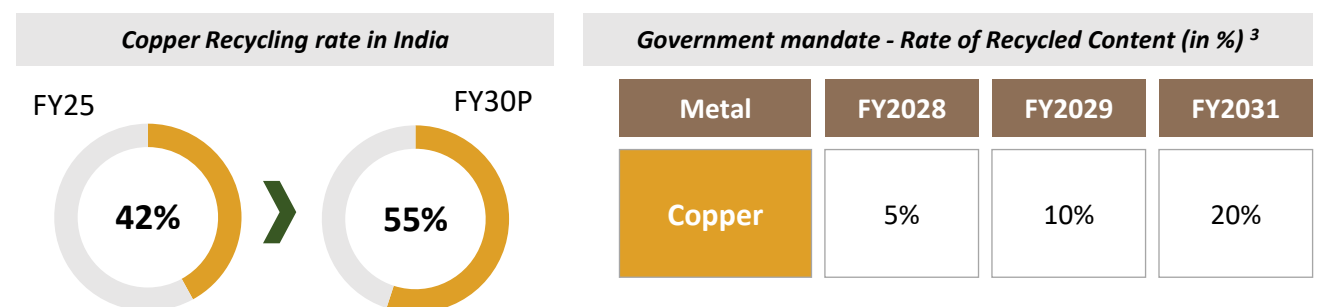 Copper Recycling rate in India
FY25
FY30P
42%
55%
Government mandate - Rate of Recycled Content (in %) ³
Metal FY2028 FY2029 FY2031
Copper 5% 10% 20%